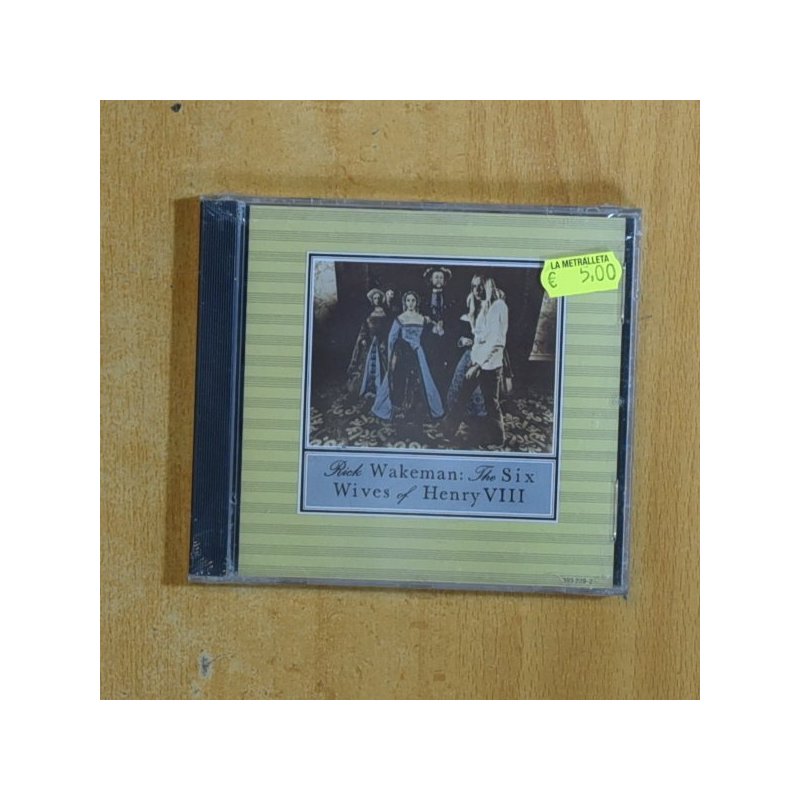 LA METRALLETA
€ 5,00
Rick Wakeman: The Six
Wives of Henry VIII